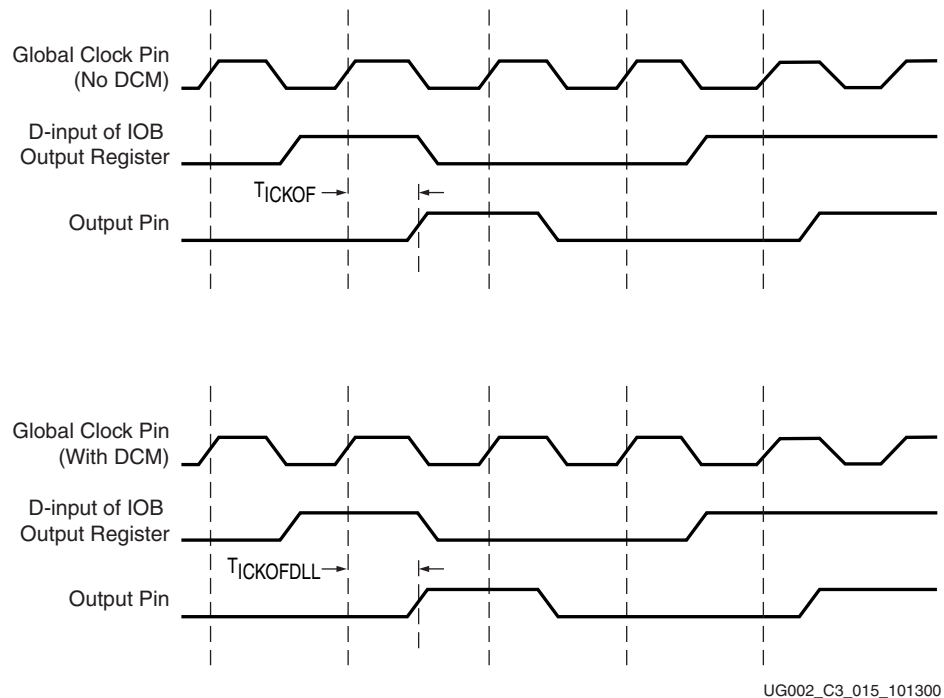 Global Clock Pin
(No DCM)
D-input of IOB
Output Register
TICKOF
Output Pin
Global Clock Pin
(With DCM)
D-input of IOB
Output Register
TICKOFDLL
Output Pin
UG002_C3_015_101300